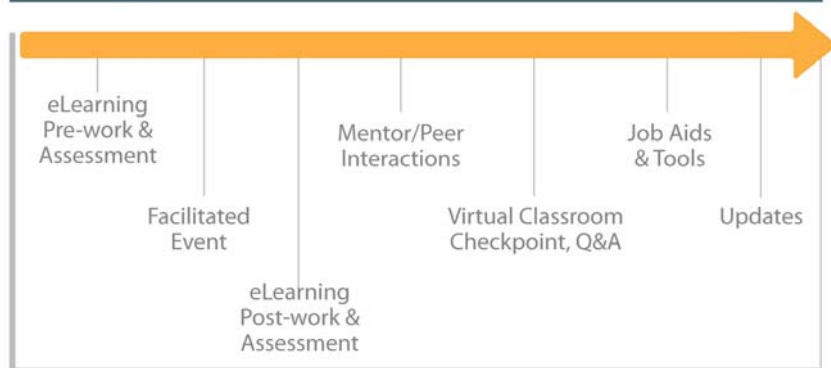 eLearning
Pre-work &
Assessment
Facilitated
Event
eLearning
Post-work &
Assessment
Mentor/Peer
Interactions
Virtual Classroom
Checkpoint, Q&A
Job Aids
& Tools
Updates